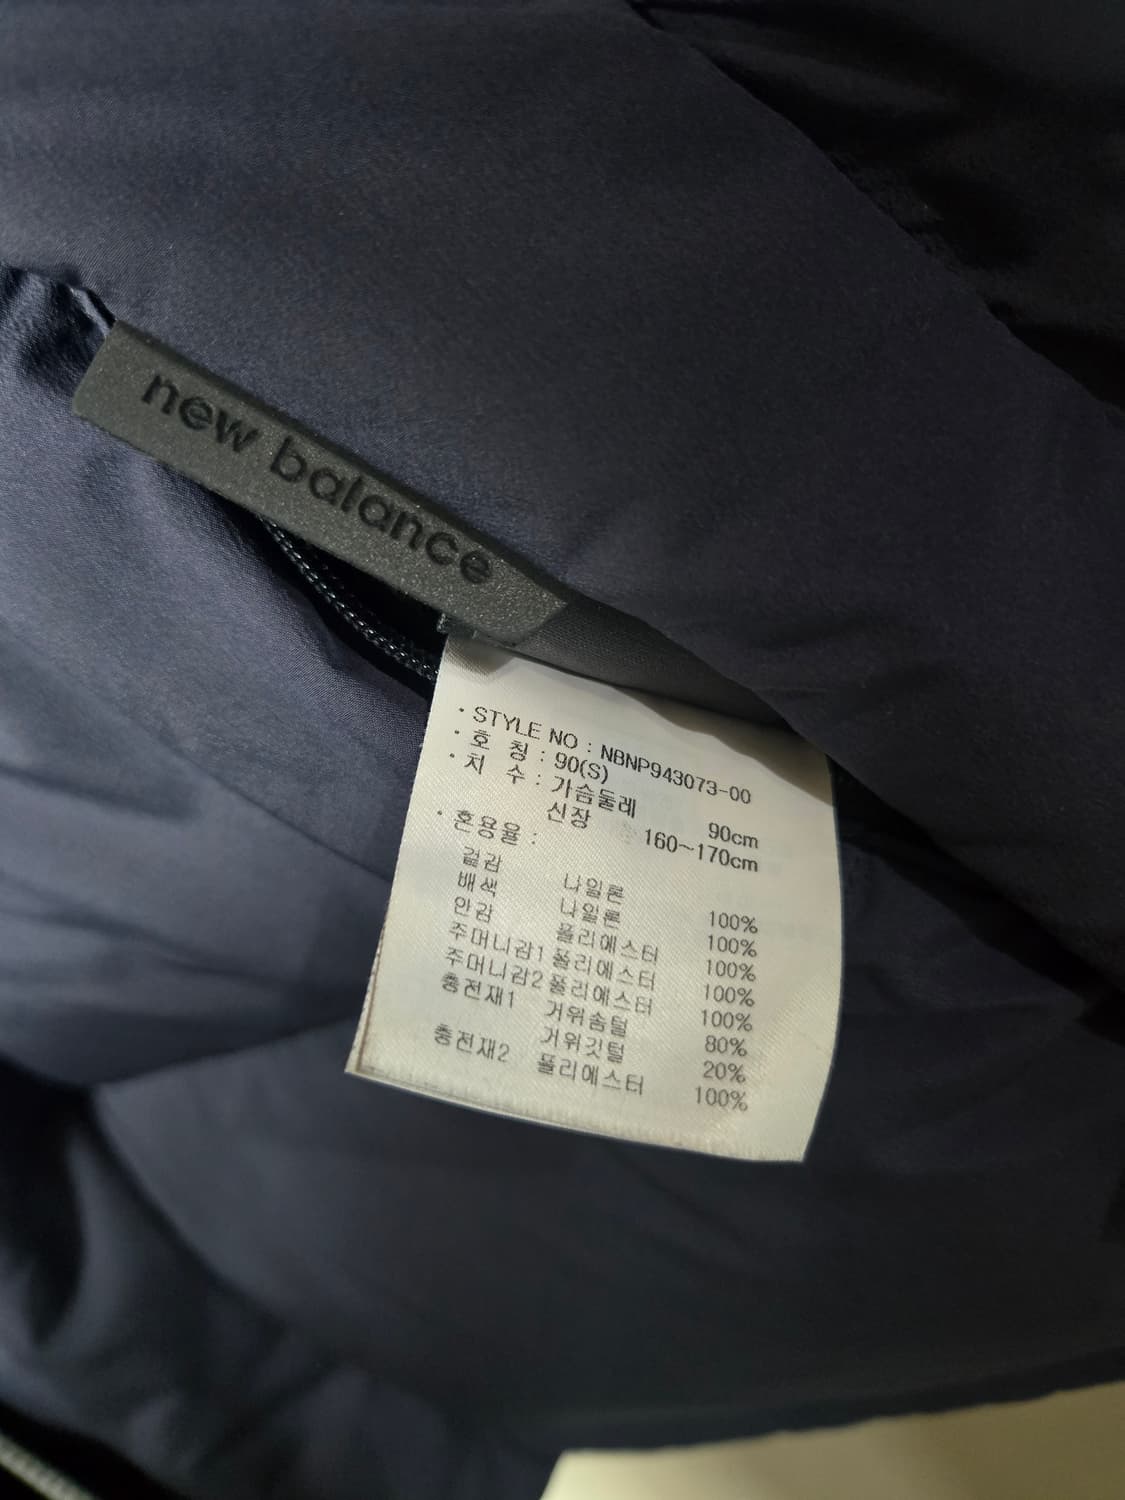 new balance
· STYLE NO : NBNP943073-00
· 호 칭 : 90(S)
· 치 수 : 가슴둘레 90cm
신장 160~170cm
· 혼용율 :
겉감 나일론 100%
배색 나일론 100%
안감 폴리에스터 100%
주머니감1 폴리에스터 100%
주머니감2 폴리에스터 100%
충전재1 거위솜털 80%
거위깃털 20%
충전재2 폴리에스터 100%